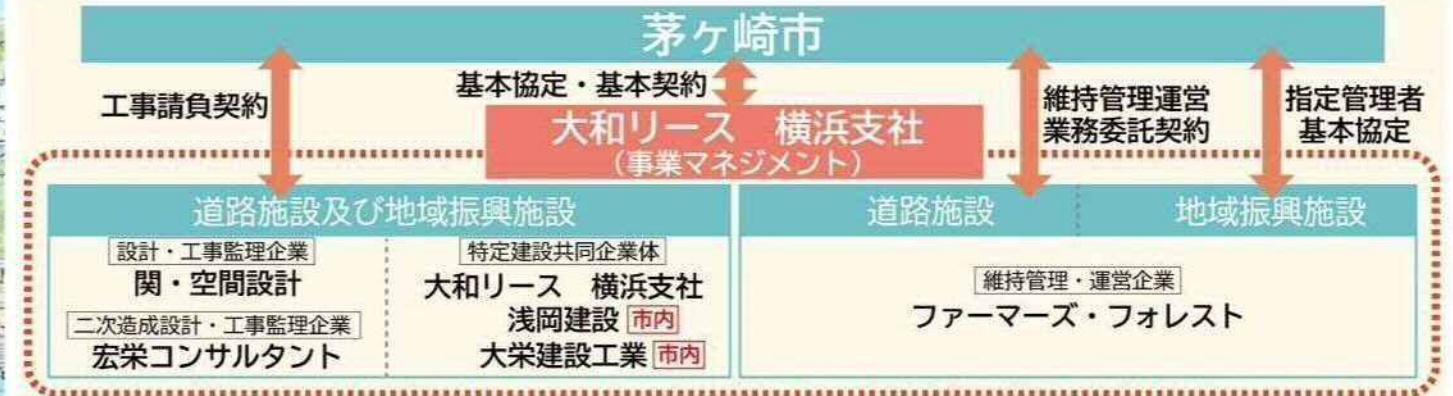 茅ヶ崎市
工事請負契約
基本協定・基本契約
維持管理運営
業務委託契約
指定管理者
基本協定
大和リース 横浜支社
（事業マネジメント）
道路施設及び地域振興施設
設計・工事監理企業
関・空間設計
二次造成設計・工事監理企業
宏栄コンサルタント
特定建設共同企業体
大和リース 横浜支社
浅岡建設 市内
大栄建設工業 市内
道路施設
地域振興施設
維持管理・運営企業
ファーマーズ・フォレスト